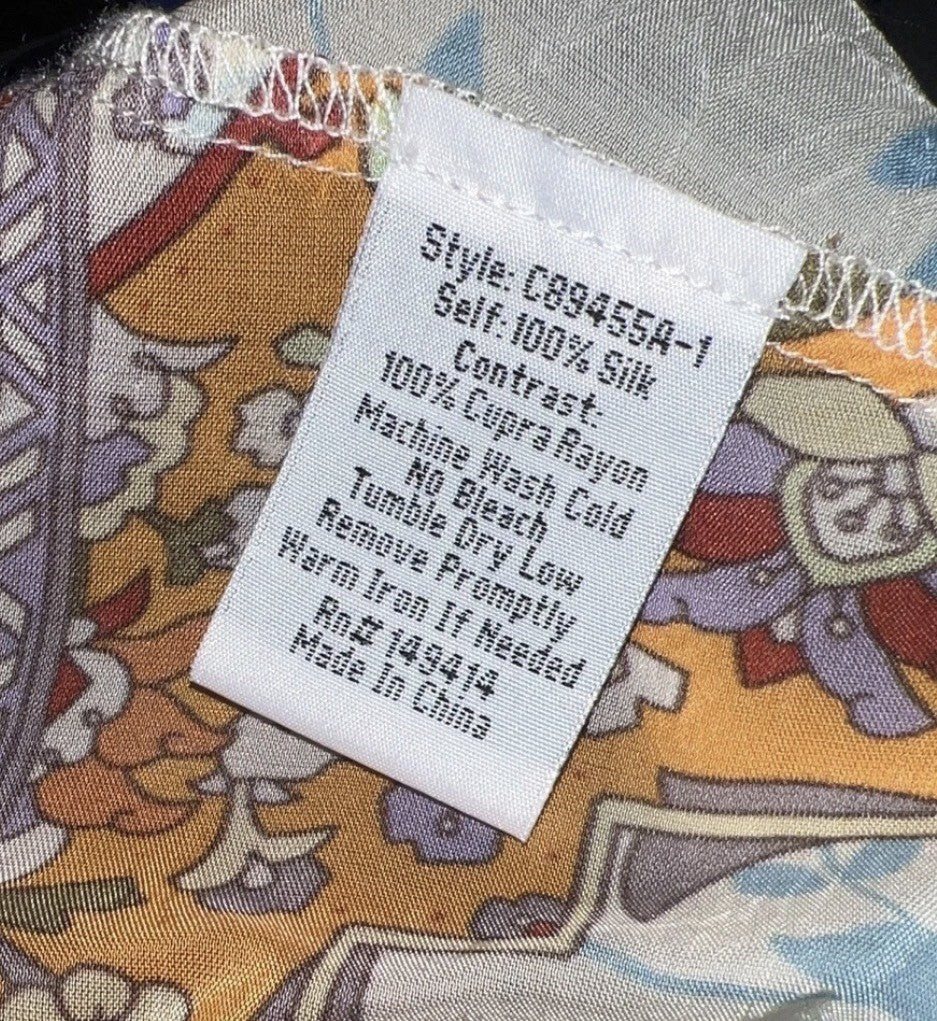 Style: C89455A-1
Self: 100% Silk
Contrast:
100% Cupra Rayon
Machine Wash Cold
No Bleach
Tumble Dry Low
Remove Promptly
Warm Iron If Needed
Rn# 149414
Made In China